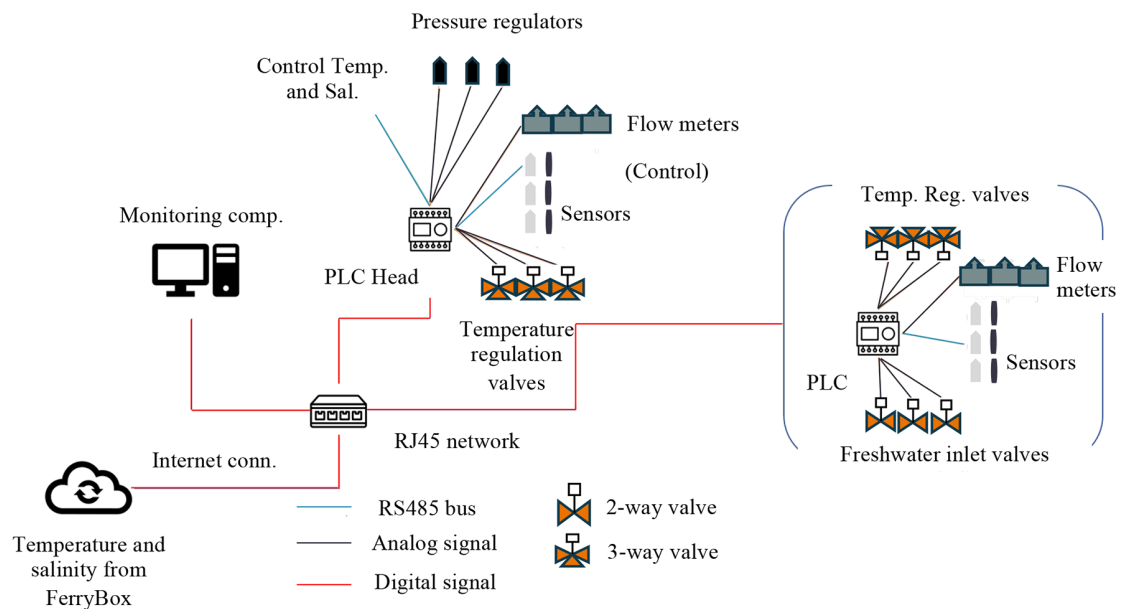 Pressure regulators
Control Temp.
and Sal.
Flow meters
(Control)
Sensors
Monitoring comp.
PLC Head
Temperature
regulation
valves
Temp. Reg. valves
Flow
meters
Sensors
PLC
Freshwater inlet valves
RJ45 network
Internet conn.
Temperature and
salinity from
FerryBox
RS485 bus
Analog signal
Digital signal
2-way valve
3-way valve